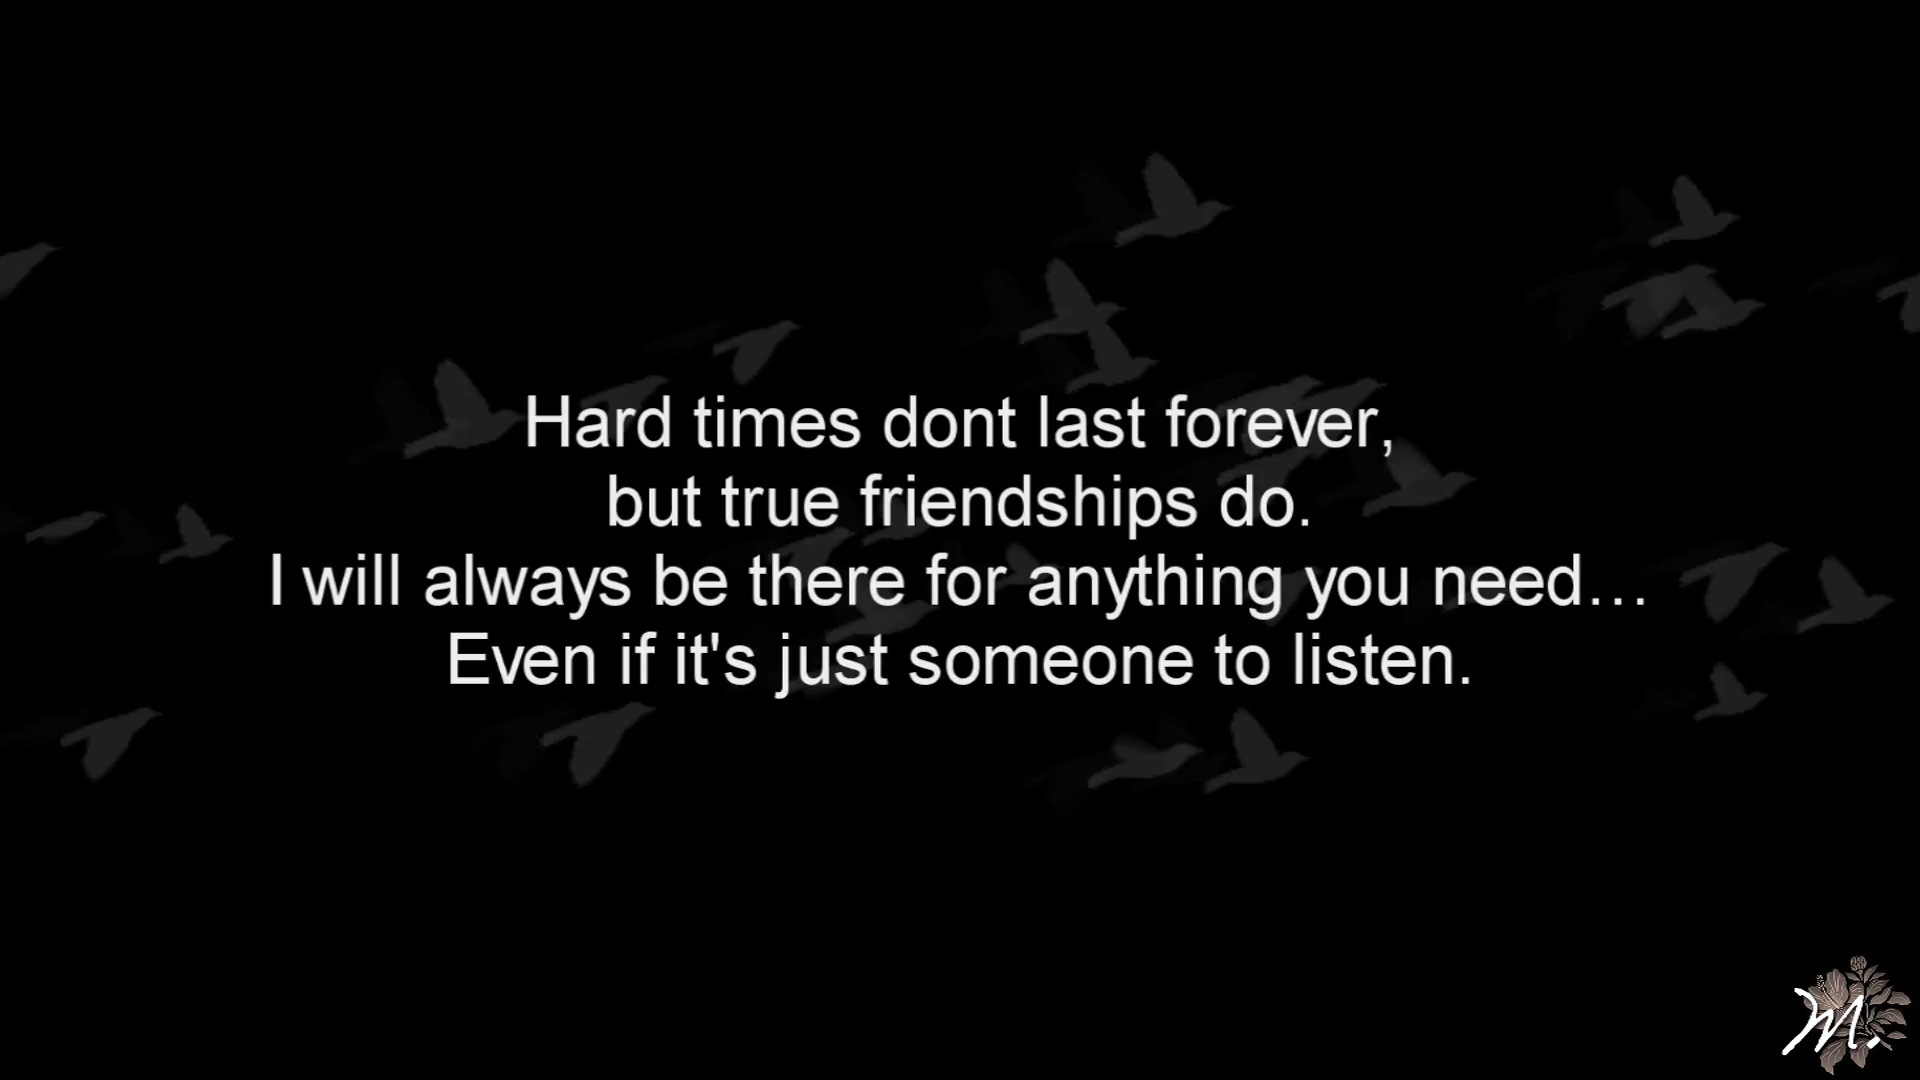 Hard times dont last forever,
but true friendships do.
I will always be there for anything you need…
Even if it's just someone to listen.
M.